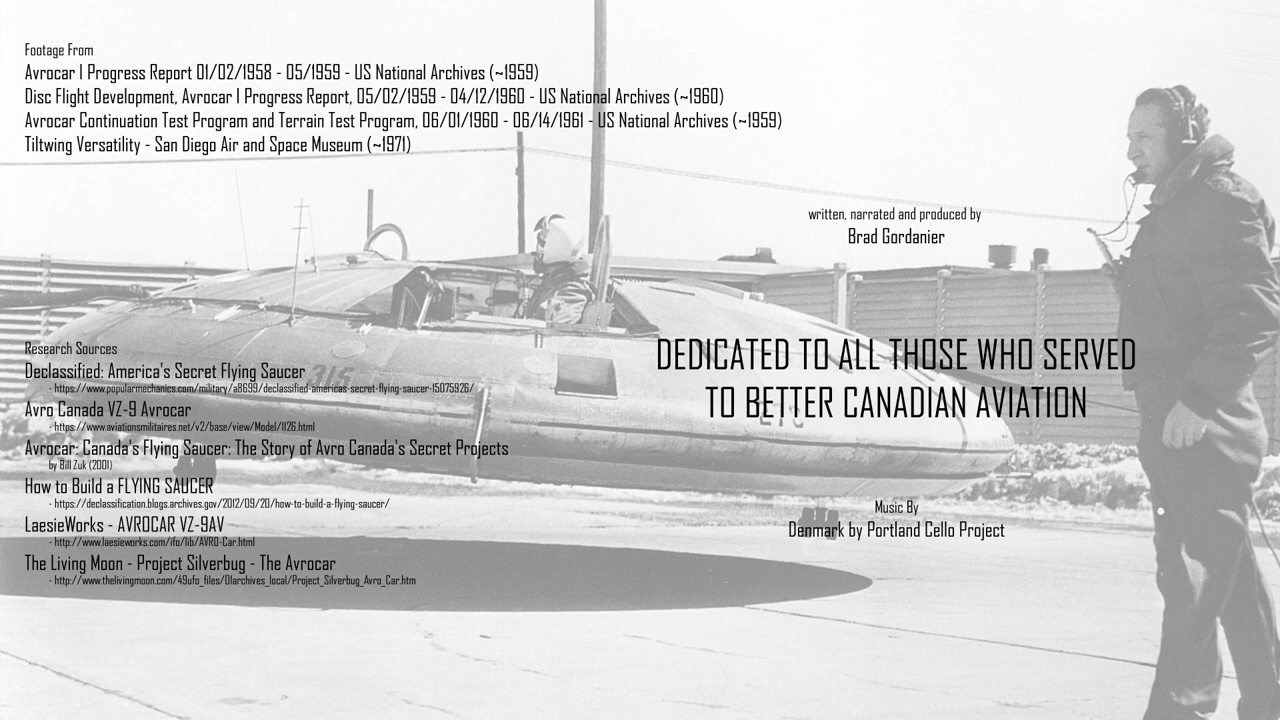 Footage From
Avrocar I Progress Report 01/02/1958 - 05/1959 - US National Archives (~1959)
Disc Flight Development, Avrocar I Progress Report, 05/02/1959 - 04/12/1960 - US National Archives (~1960)
Avrocar Continuation Test Program and Terrain Test Program, 06/01/1960 - 06/14/1961 - US National Archives (~1959)
Tiltwing Versatility - San Diego Air and Space Museum (~1971)
written, narrated and produced by
Brad Gordanier
DEDICATED TO ALL THOSE WHO SERVED
TO BETTER CANADIAN AVIATION
Research Sources
Declassified: America's Secret Flying Saucer
- https://www.popularmechanics.com/military/a8699/declassified-americas-secret-flying-saucer-15075926/
Avro Canada VZ-9 Avrocar
- https://www.aviationsmilitaires.net/v2/base/view/Model/1126.html
Avrocar: Canada's Flying Saucer: The Story of Avro Canada's Secret Projects
by Bill Zuk (2001)
How to Build a FLYING SAUCER
- https://declassification.blogs.archives.gov/2012/09/20/how-to-build-a-flying-saucer/
LaesieWorks - AVROCAR VZ-9AV
- http://www.laesieworks.com/ifo/lib/AVRO-Car.html
The Living Moon - Project Silverbug - The Avrocar
- http://www.thelivingmoon.com/49ufo_files/01archives_local/Project_Silverbug_Avro_Car.htm
Music By
Denmark by Portland Cello Project